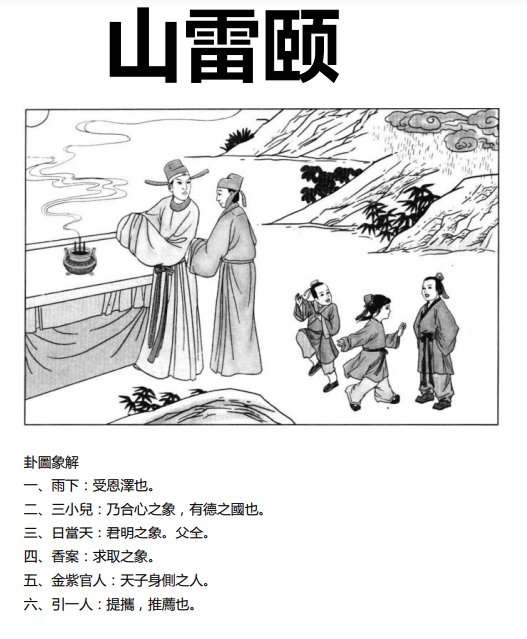 山雷颐
卦圖象解
一、雨下：受恩澤也。
二、三小兒：乃合心之象，有德之國也。
三、日當天：君明之象。父仝。
四、香案：求取之象。
五、金紫官人：天子身側之人。
六、引一人：提攜，推薦也。